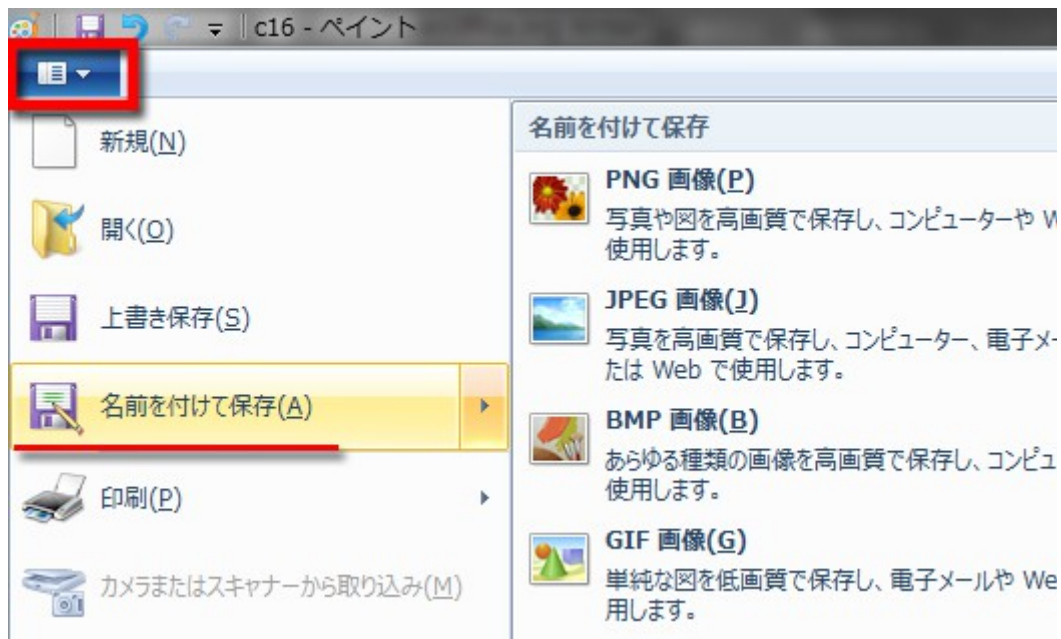 c16 - ペイント
新規(N)
開く(O)
上書き保存(S)
名前を付けて保存(A)
印刷(P)
カメラまたはスキャナーから取り込み(M)
名前を付けて保存
PNG 画像(P)
写真や図を高画質で保存し、コンピューターや W
使用します。
JPEG 画像(J)
写真を高画質で保存し、コンピューター、電子メー
たは Web で使用します。
BMP 画像(B)
あらゆる種類の画像を高画質で保存し、コンピュ
使用します。
GIF 画像(G)
単純な図を低画質で保存し、電子メールや We
用します。